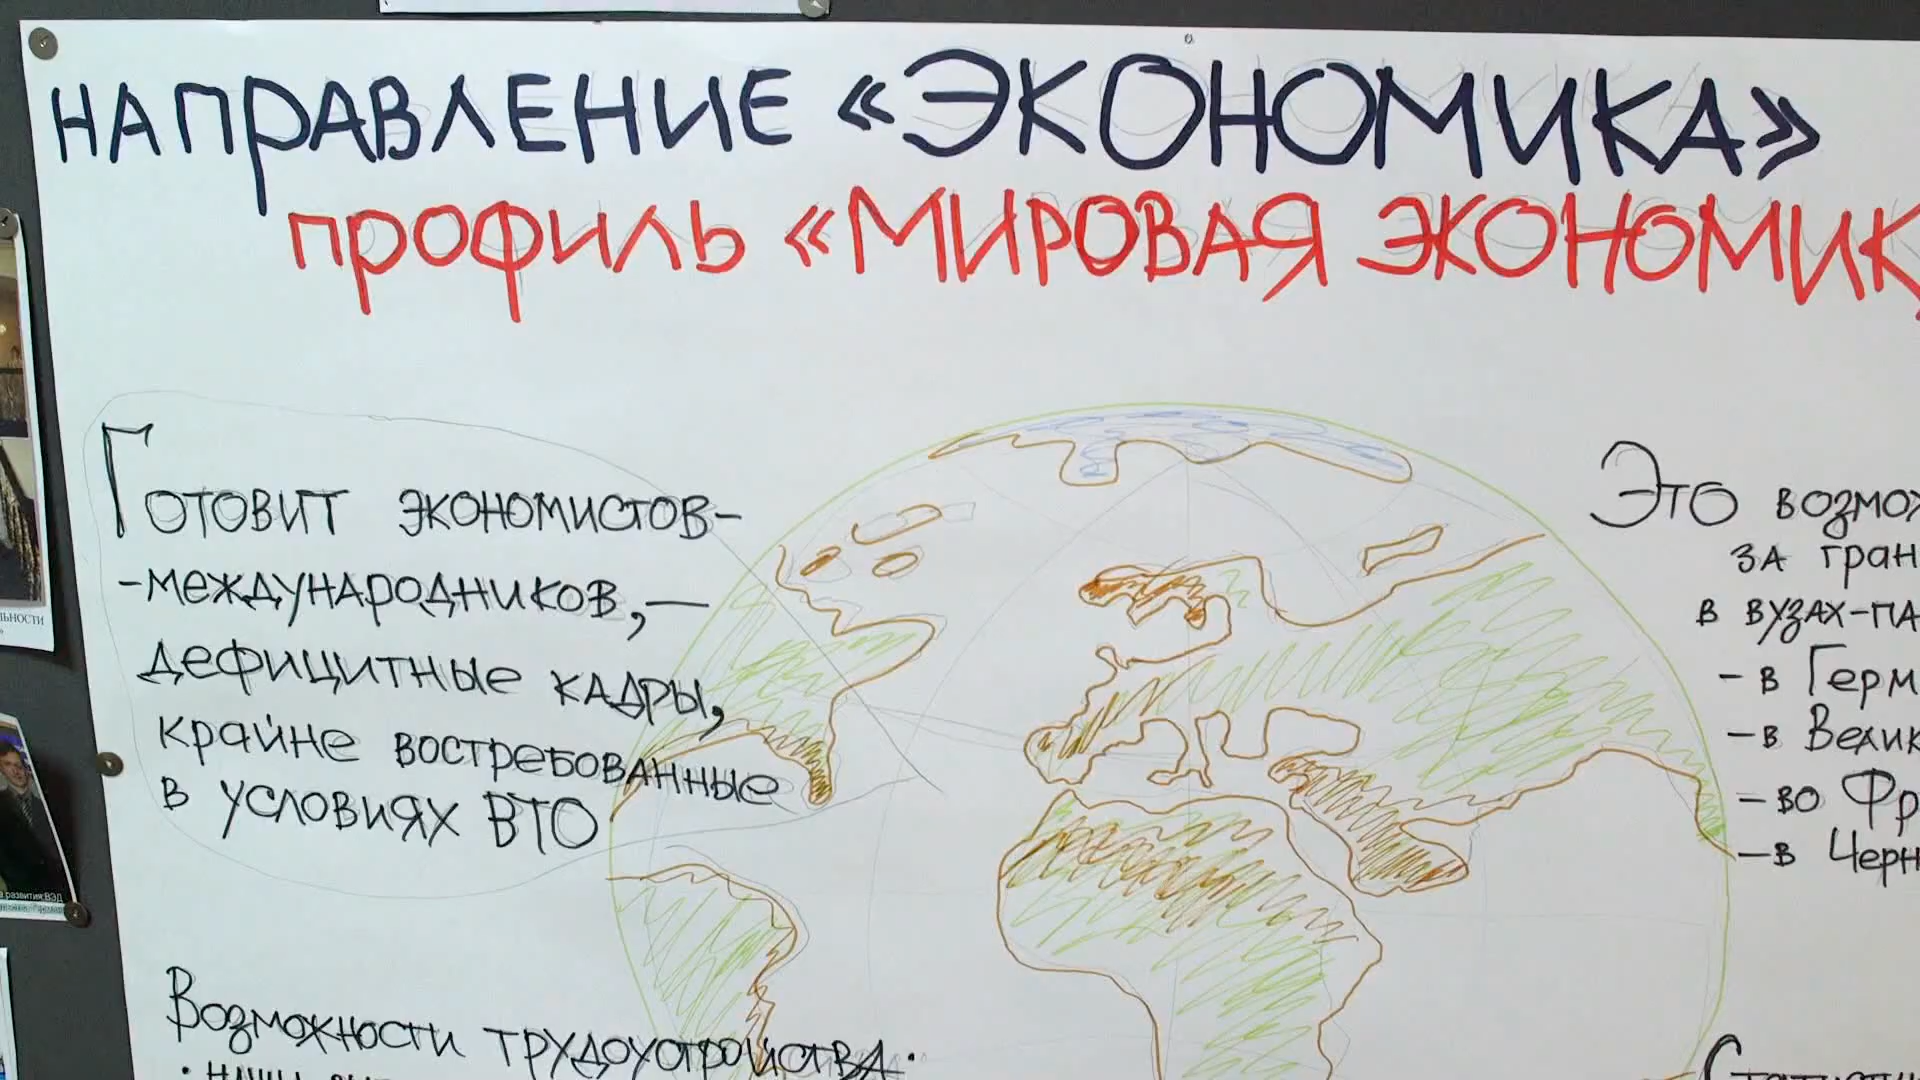 НАПРАВЛЕНИЕ «ЭКОНОМИКА»
ПРОФИЛЬ «МИРОВАЯ ЭКОНОМИК
Готовит экономистов-
-международников, —
дефицитные кадры,
крайне востребованные
в условиях ВТО
Возможности трудоустройства:
Это возмож
за гран
в вузах-па
- в Герм
- в Велик
- во Фр
- в Черн